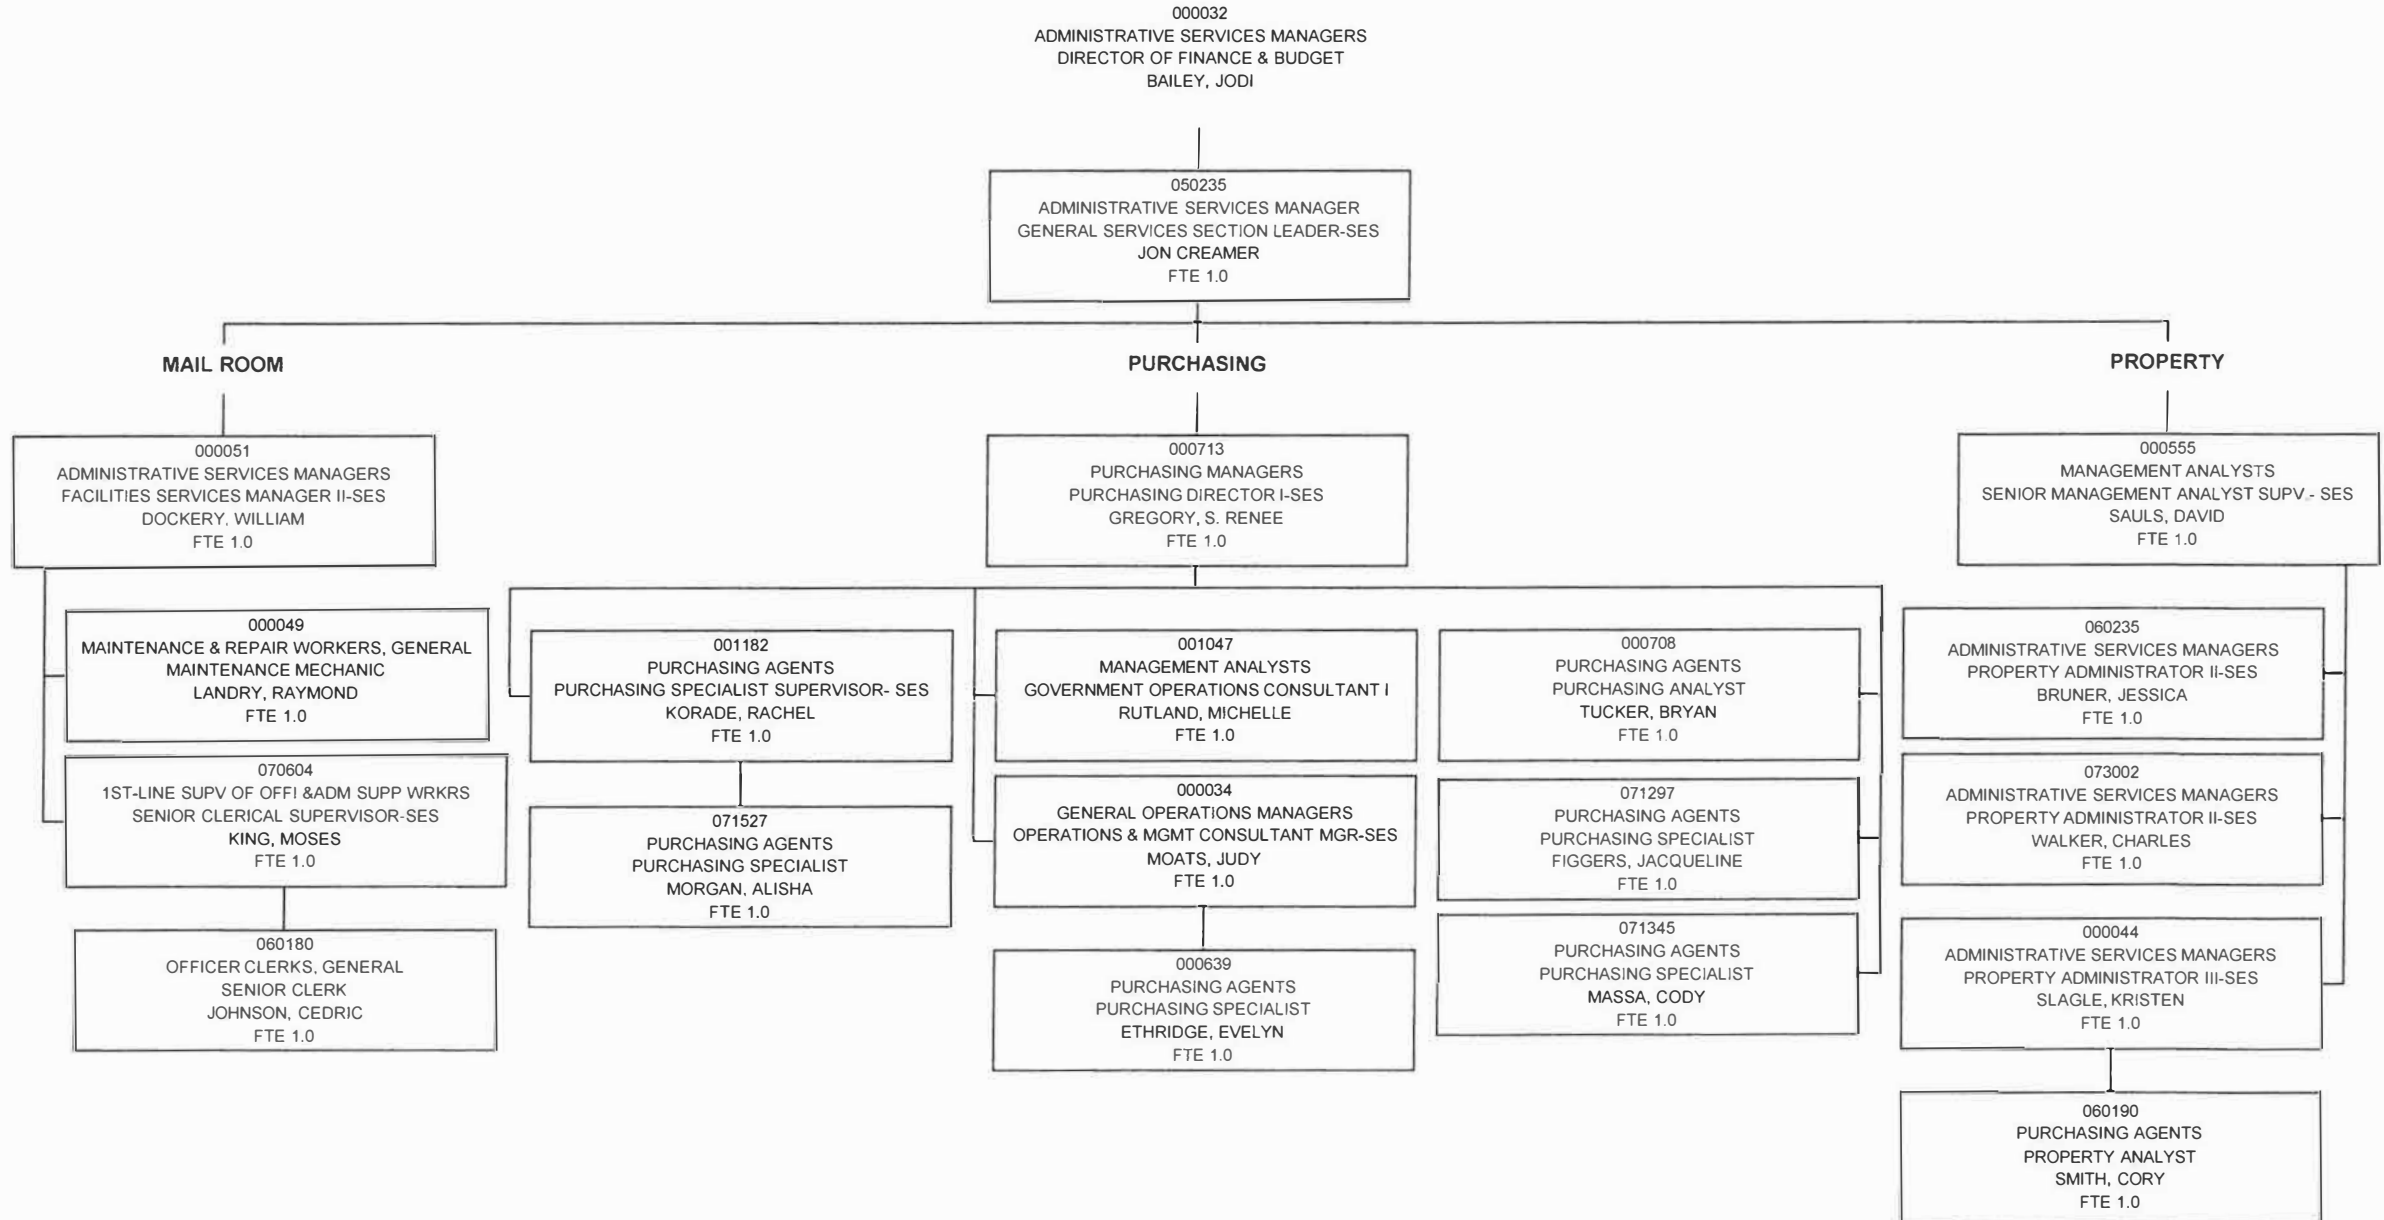 000032
ADMINISTRATIVE SERVICES MANAGERS
DIRECTOR OF FINANCE & BUDGET
BAILEY, JODI
050235
ADMINISTRATIVE SERVICES MANAGER
GENERAL SERVICES SECTION LEADER-SES
JON CREAMER
FTE 1.0
MAIL ROOM
000051
ADMINISTRATIVE SERVICES MANAGERS
FACILITIES SERVICES MANAGER II-SES
DOCKERY, WILLIAM
FTE 1.0
000049
MAINTENANCE & REPAIR WORKERS, GENERAL
MAINTENANCE MECHANIC
LANDRY, RAYMOND
FTE 1.0
070604
1ST-LINE SUPV OF OFFI &ADM SUPP WRKRS
SENIOR CLERICAL SUPERVISOR-SES
KING, MOSES
FTE 1.0
060180
OFFICER CLERKS, GENERAL
SENIOR CLERK
JOHNSON, CEDRIC
FTE 1.0
PURCHASING
000713
PURCHASING MANAGERS
PURCHASING DIRECTOR I-SES
GREGORY, S. RENEE
FTE 1.0
001182
PURCHASING AGENTS
PURCHASING SPECIALIST SUPERVISOR- SES
KORADE, RACHEL
FTE 1.0
071527
PURCHASING AGENTS
PURCHASING SPECIALIST
MORGAN, ALISHA
FTE 1.0
001047
MANAGEMENT ANALYSTS
GOVERNMENT OPERATIONS CONSULTANT I
RUTLAND, MICHELLE
FTE 1.0
000034
GENERAL OPERATIONS MANAGERS
OPERATIONS & MGMT CONSULTANT MGR-SES
MOATS, JUDY
FTE 1.0
000639
PURCHASING AGENTS
PURCHASING SPECIALIST
ETHRIDGE, EVELYN
FTE 1.0
000708
PURCHASING AGENTS
PURCHASING ANALYST
TUCKER, BRYAN
FTE 1.0
071297
PURCHASING AGENTS
PURCHASING SPECIALIST
FIGGERS, JACQUELINE
FTE 1.0
071345
PURCHASING AGENTS
PURCHASING SPECIALIST
MASSA, CODY
FTE 1.0
PROPERTY
000555
MANAGEMENT ANALYSTS
SENIOR MANAGEMENT ANALYST SUPV.- SES
SAULS, DAVID
FTE 1.0
060235
ADMINISTRATIVE SERVICES MANAGERS
PROPERTY ADMINISTRATOR II-SES
BRUNER, JESSICA
FTE 1.0
073002
ADMINISTRATIVE SERVICES MANAGERS
PROPERTY ADMINISTRATOR II-SES
WALKER, CHARLES
FTE 1.0
000044
ADMINISTRATIVE SERVICES MANAGERS
PROPERTY ADMINISTRATOR III-SES
SLAGLE, KRISTEN
FTE 1.0
060190
PURCHASING AGENTS
PROPERTY ANALYST
SMITH, CORY
FTE 1.0